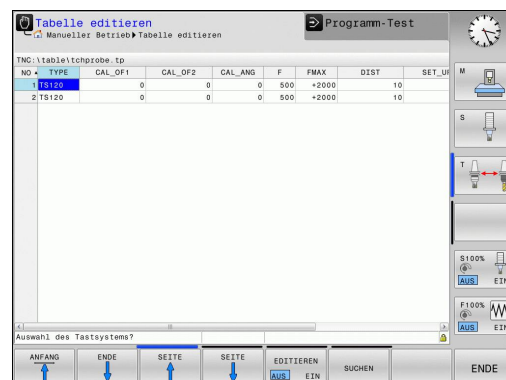 Tabelle editieren
Manueller Betrieb Tabelle editieren
Programm-Test
TNC:\table\tchprobe.tp
NO TYPE CAL_OF1 CAL_OF2 CAL_ANG F FMAX DIST SET_UP
1 TS120 0 0 0 500 +2000 10
2 TS120 0 0 0 500 +2000 10
Auswahl des Tastsystems?
M
S
T
S100%
AUS EIN
F100%
AUS EIN
ANFANG ENDE SEITE SEITE EDITIEREN SUCHEN ENDE
AUS EIN